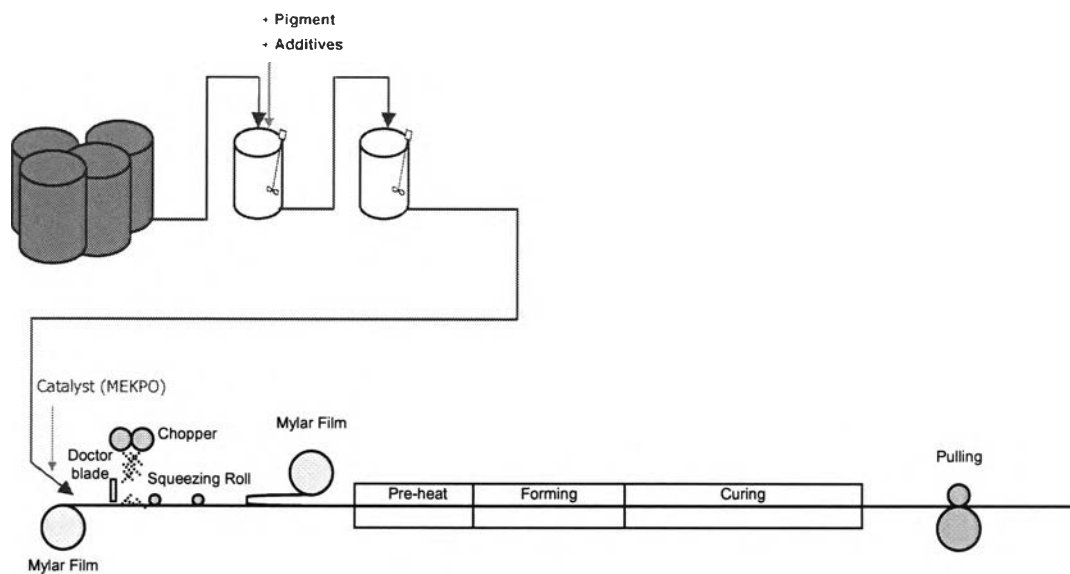 + Pigment
+ Additives
Catalyst (MEKPO)
Chopper
Mylar Film
Doctor
blade
Squeezing Roll
Pulling
Pre-heat
Forming
Curing
Mylar Film